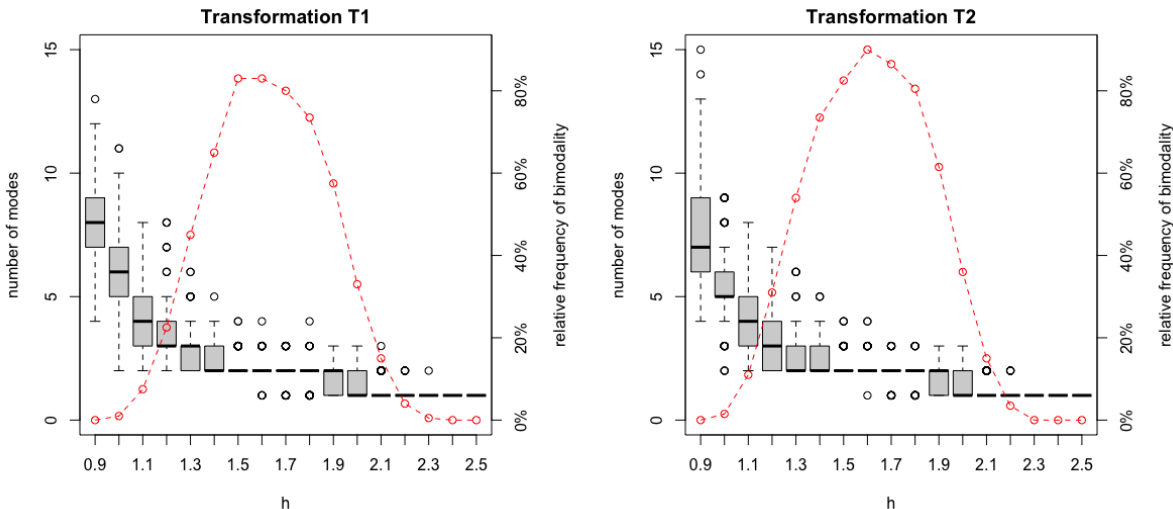 Transformation T1
number of modes
15
10
5
0
80%
60%
40%
20%
0%
relative frequency of bimodality
0.9 1.1 1.3 1.5 1.7 1.9 2.1 2.3 2.5
h
Transformation T2
number of modes
15
10
5
0
80%
60%
40%
20%
0%
relative frequency of bimodality
0.9 1.1 1.3 1.5 1.7 1.9 2.1 2.3 2.5
h